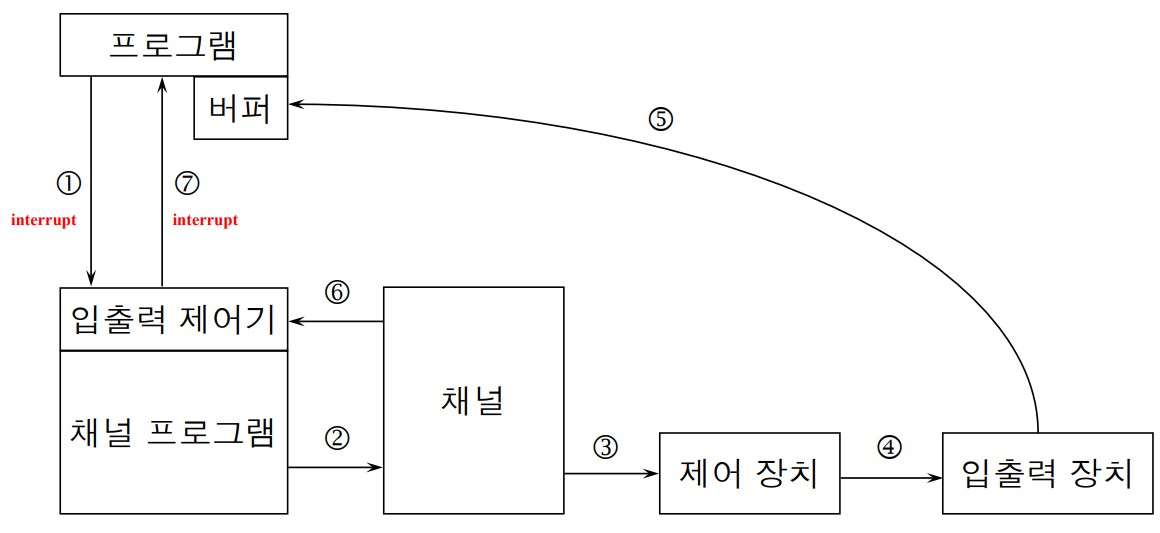 프로그램
버퍼
⑤
① ⑦
interrupt interrupt
⑥
입출력 제어기
채널
채널 프로그램
② ③ ④
제어 장치 입출력 장치